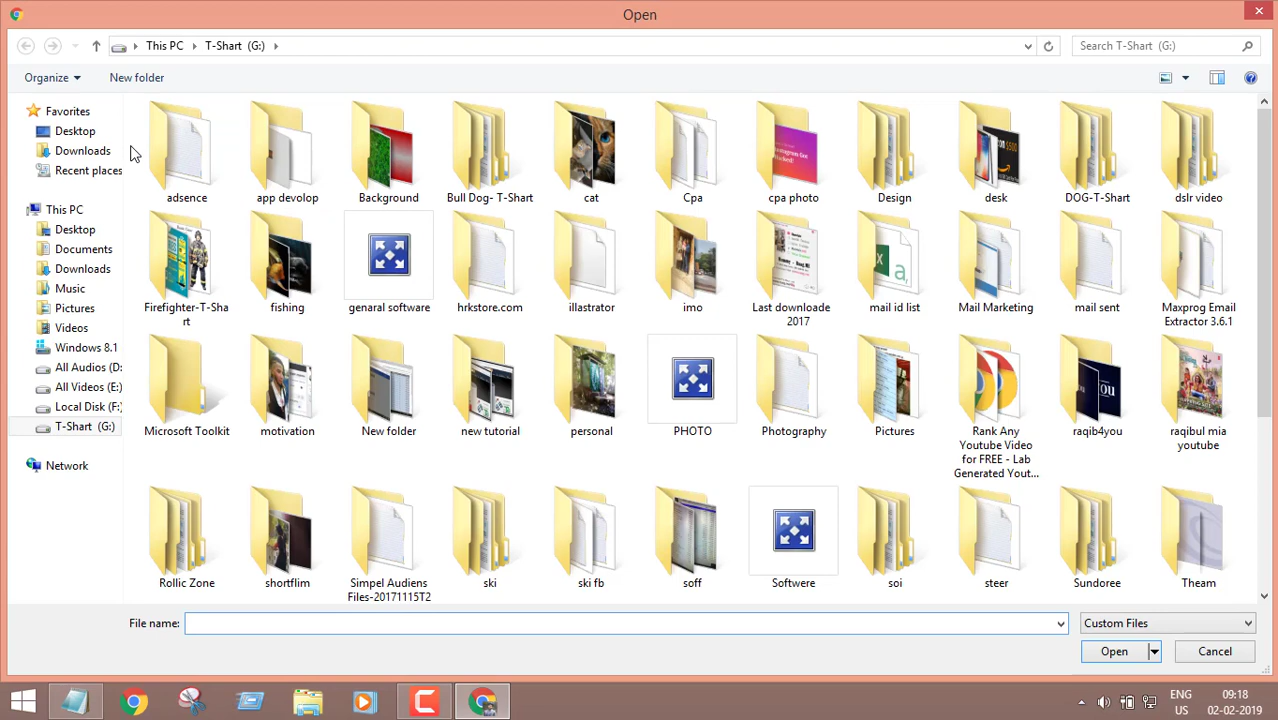 Open
This PC
T-Shart (G:)
Search T-Shart (G:)
Organize
New folder
Favorites
Desktop
Downloads
Recent places
This PC
Desktop
Documents
Downloads
Music
Pictures
Videos
Windows 8.1
All Audios (D:
All Videos (E:)
Local Disk (F:)
T-Shart (G:)
Network
adsence
app devolop
Background
Bull Dog- T-Shart
cat
Cpa
cpa photo
Design
desk
DOG-T-Shart
dslr video
Firefighter-T-Sha
rt
fishing
genaral software
hrkstore.com
illustrator
imo
Last downloade
2017
mail id list
Mail Marketing
mail sent
Maxprog Email
Extractor 3.6.1
Microsoft Toolkit
motivation
New folder
new tutorial
personal
PHOTO
Photography
Pictures
Rank Any
Youtube Video
for FREE - Lab
Generated Yout...
raqib4you
raqibul mia
youtube
Rollic Zone
shortflim
Simpel Audiens
Files-20171115T2
ski
ski fb
soff
Softwere
soi
steer
Sundoree
Theam
File name:
Custom Files
Open
Cancel
ENG
US
09:18
02-02-2019